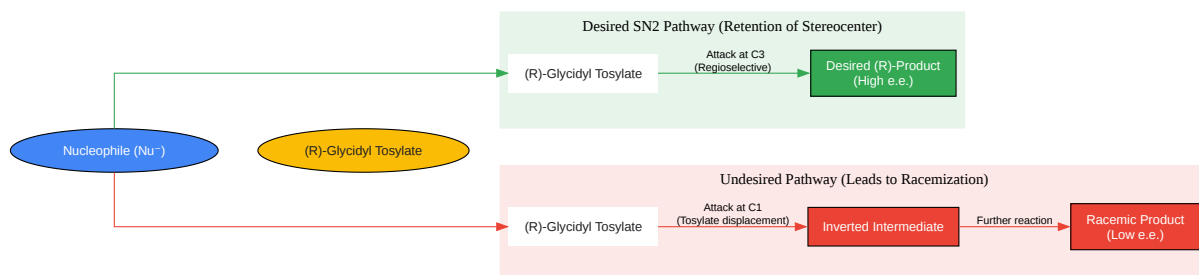 Desired SN2 Pathway (Retention of Stereocenter)
(R)-Glycidyl Tosylate
Attack at C3
(Regioselective)
Desired (R)-Product
(High e.e.)
Nucleophile (Nu⁻)
(R)-Glycidyl Tosylate
Undesired Pathway (Leads to Racemization)
(R)-Glycidyl Tosylate
Attack at C1
(Tosylate displacement)
Inverted Intermediate
Further reaction
Racemic Product
(Low e.e.)